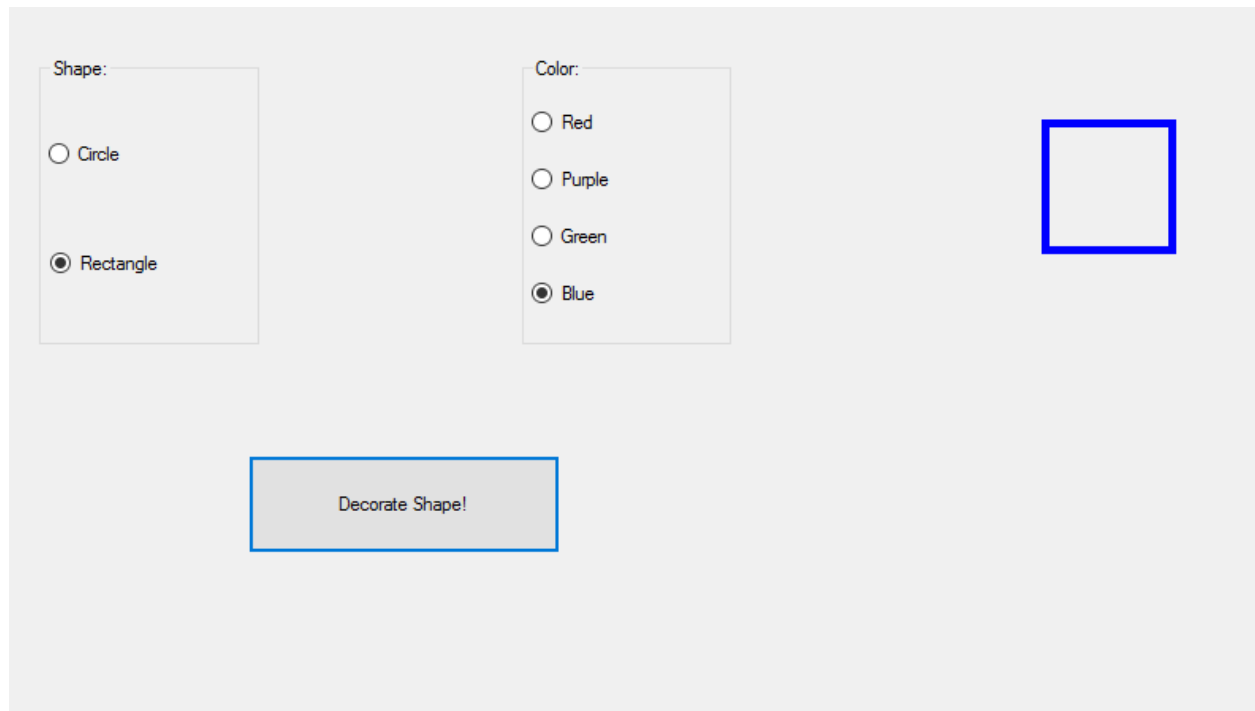 Shape:
Circle
Rectangle
Color:
Red
Purple
Green
Blue
Decorate Shape!